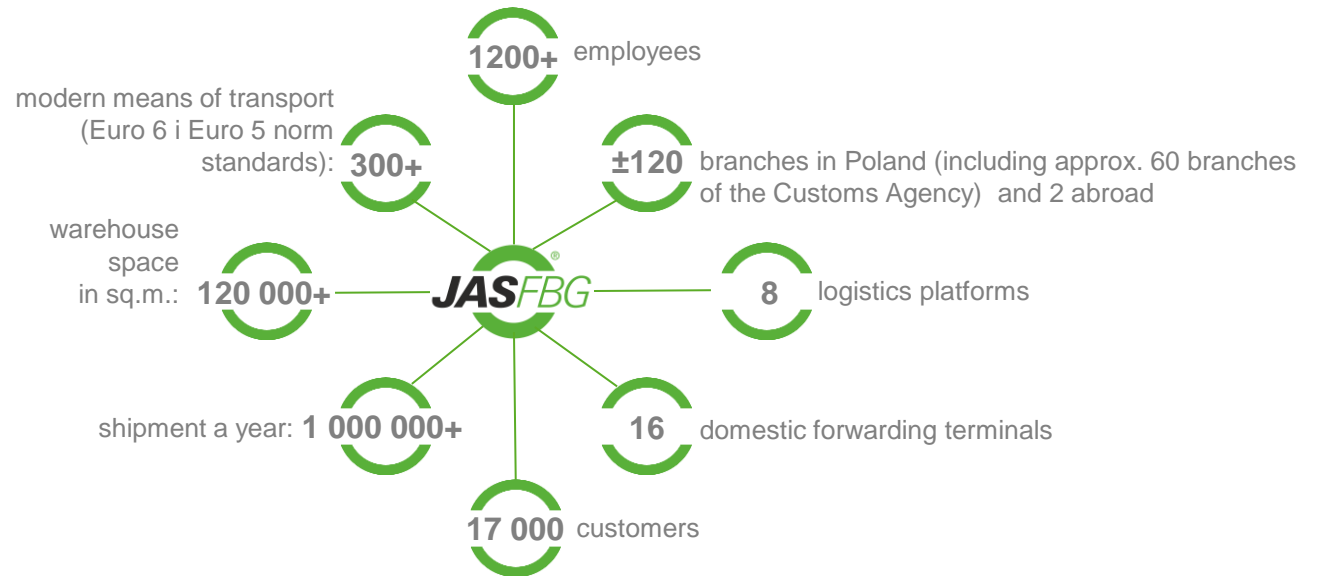 1200+ employees
modern means of transport
(Euro 6 i Euro 5 norm
standards): 300+
±120 branches in Poland (including approx. 60 branches
of the Customs Agency) and 2 abroad
warehouse
space
in sq.m.: 120 000+
JASFBG®
8 logistics platforms
shipment a year: 1 000 000+
16 domestic forwarding terminals
17 000 customers